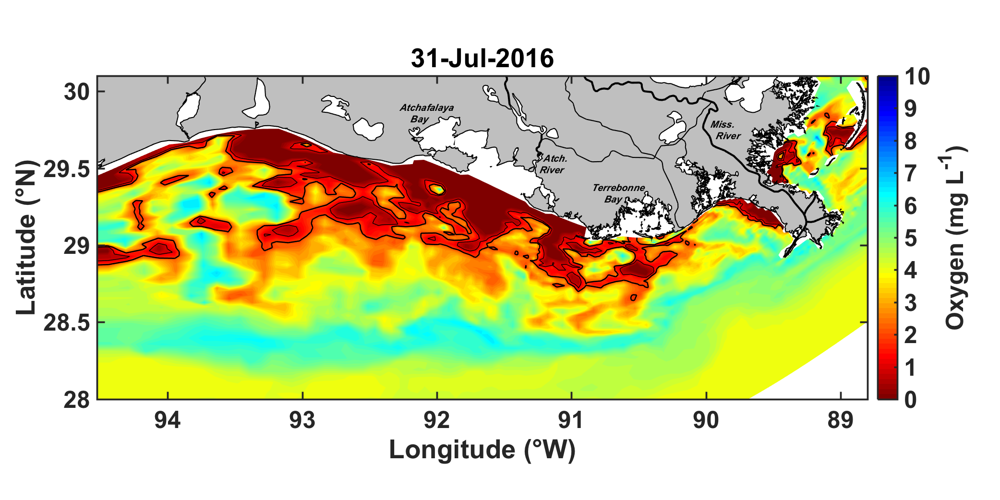 31-Jul-2016
Atchafalaya
Bay
Miss.
River
Atch.
River
Terrebonne
Bay
30
29.5
29
28.5
28
Latitude (°N)
94 93 92 91 90 89
Longitude (°W)
10
9
8
7
6
5
4
3
2
1
0
Oxygen (mg L-1)